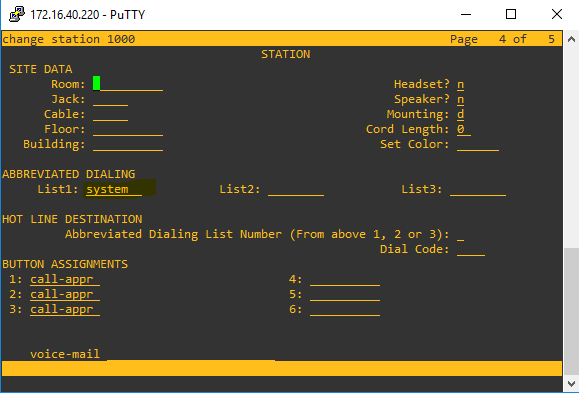 172.16.40.220 - PuTTY
change station 1000 Page 4 of 5
STATION
SITE DATA
Room: Headset? n
Jack: Speaker? n
Cable: Mounting: d
Floor: Cord Length: 0
Building: Set Color:
ABBREVIATED DIALING
List1: system List2: List3:
HOT LINE DESTINATION
Abbreviated Dialing List Number (From above 1, 2 or 3):
Dial Code:
BUTTON ASSIGNMENTS
1: call-appr 4:
2: call-appr 5:
3: call-appr 6:
voice-mail